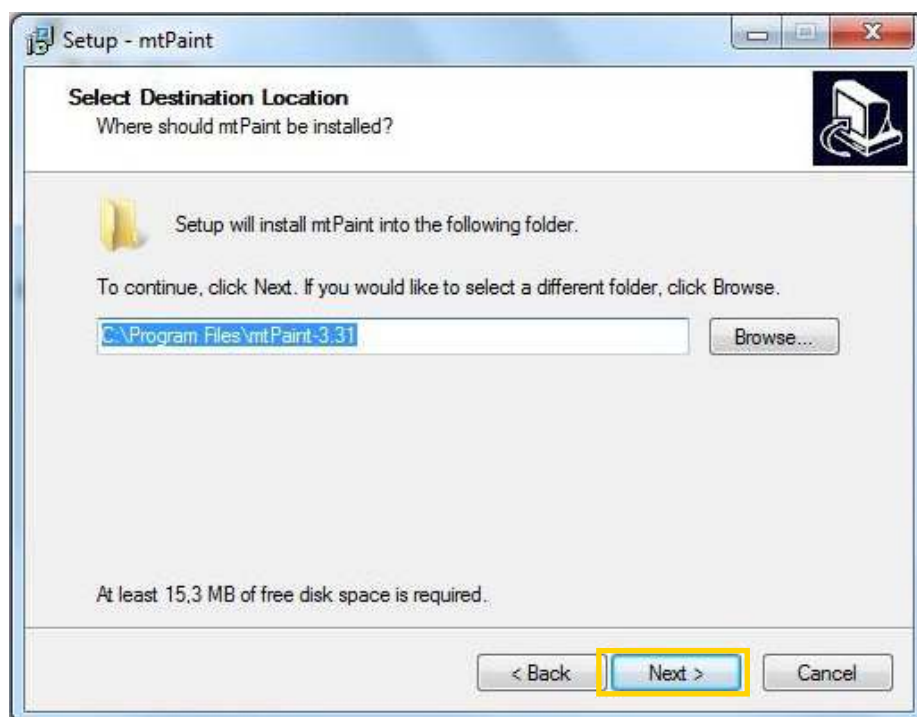 Setup - mtPaint
Select Destination Location
Where should mtPaint be installed?
Setup will install mtPaint into the following folder.
To continue, click Next. If you would like to select a different folder, click Browse.
C:\Program Files\mtPaint-3.31
Browse...
At least 15,3 MB of free disk space is required.
< Back
Next >
Cancel